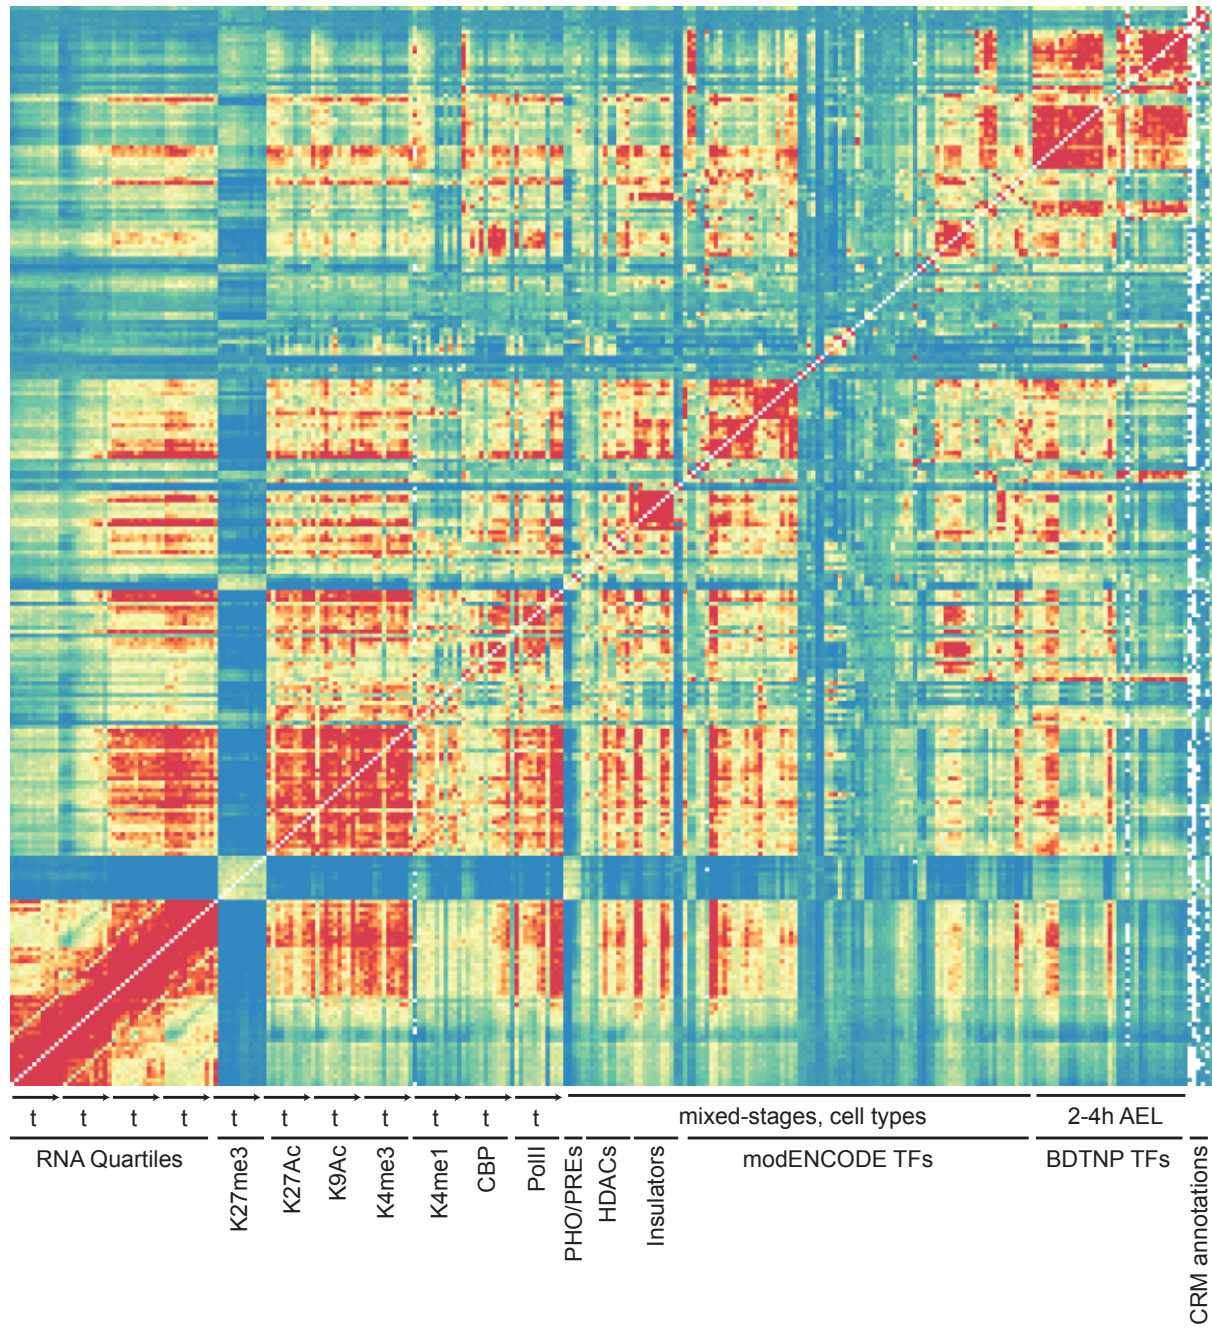 t t t t t t t t t t t mixed-stages, cell types 2-4h AEL
RNA Quartiles K27me3 K27Ac K9Ac K4me3 K4me1 CBP PolII PHO/PREs HDACs Insulators modENCODE TFs BDTNP TFs CRM annotations